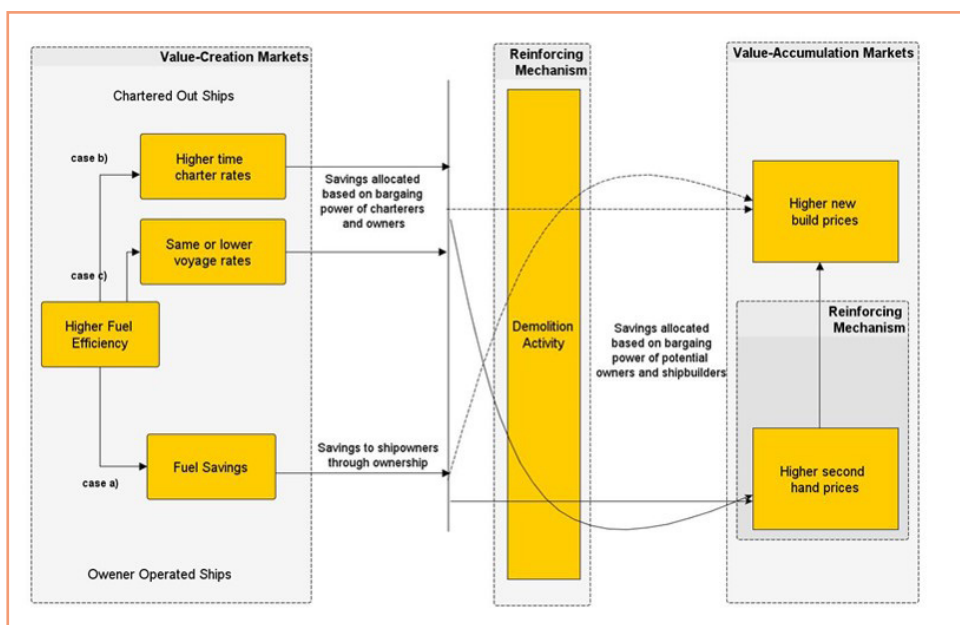 Value-Creation Markets
Chartered Out Ships
case b)
Higher time
charter rates
Same or lower
voyage rates
case c)
Higher Fuel
Efficiency
Fuel Savings
case a)
Owener Operated Ships
Savings allocated
based on bargaing
power of charterers
and owners
Savings to shipowners
through ownership
Reinforcing
Mechanism
Demolition
Activity
Savings allocated
based on bargaing
power of potential
owners and shipbuilders
Value-Accumulation Markets
Higher new
build prices
Reinforcing
Mechanism
Higher second
hand prices